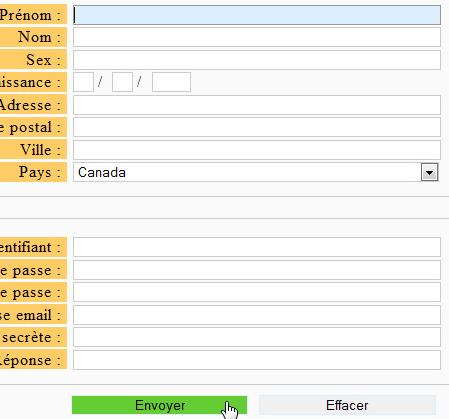 Prénom :
Nom :
Sex :
issance : / /
Adresse :
e postal :
Ville :
Pays : Canada
entifiant :
e passe :
e passe :
se email :
secrète :
Réponse :
Envoyer Effacer